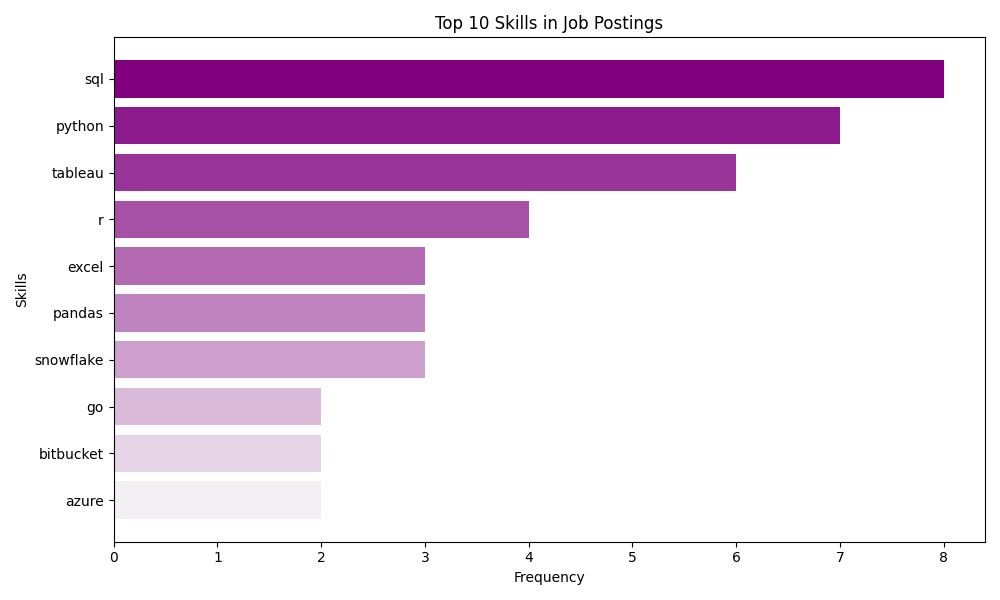 Top 10 Skills in Job Postings
Skills
sql
python
tableau
r
excel
pandas
snowflake
go
bitbucket
azure
0 1 2 3 4 5 6 7 8
Frequency